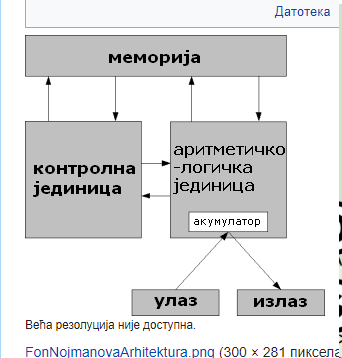 Датотека
меморија
контролна
јединица
аритметичко
-логичка
јединица
акумулатор
улаз
излаз
Већа резолуција није доступна.
FonNojmanovaArhitektura.png (300 × 281 пиксела